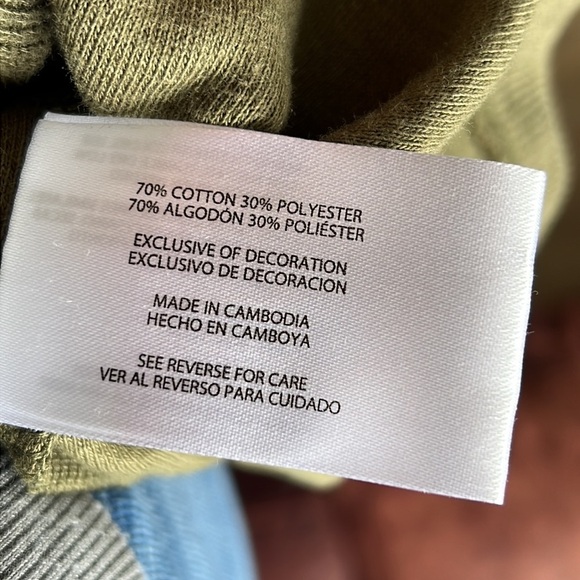 70% COTTON 30% POLYESTER
70% ALGODÓN 30% POLIÉSTER
EXCLUSIVE OF DECORATION
EXCLUSIVO DE DECORACION
MADE IN CAMBODIA
HECHO EN CAMBOYA
SEE REVERSE FOR CARE
VER AL REVERSO PARA CUIDADO